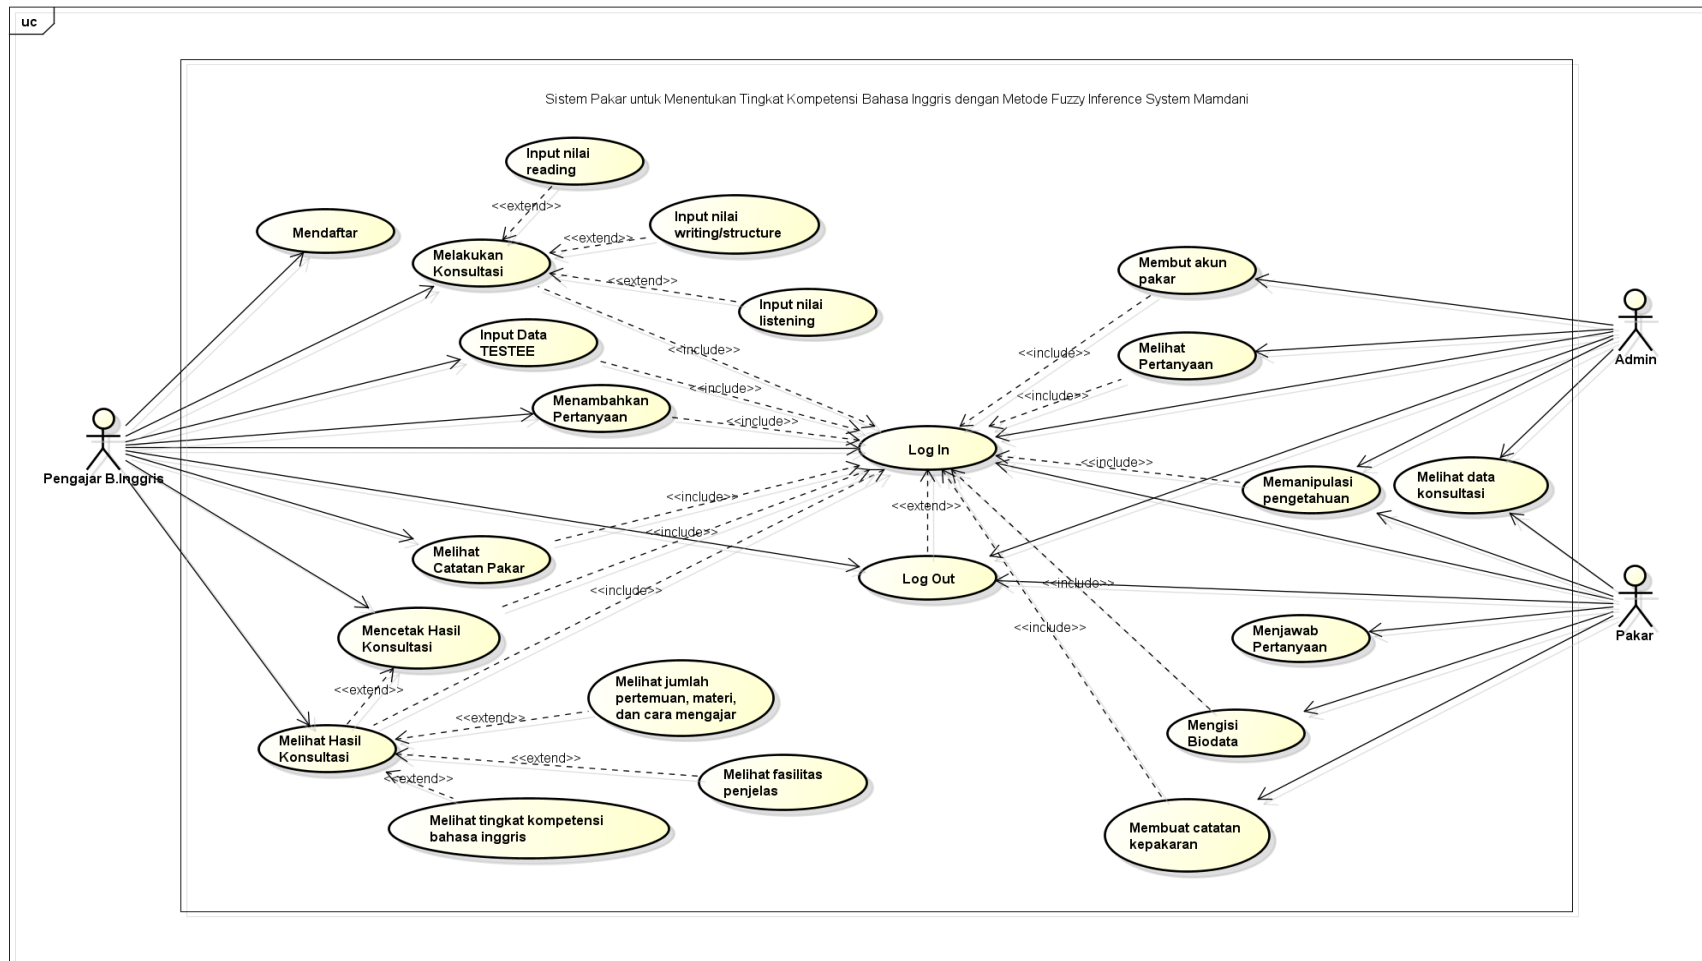 uc
Sistem Pakar untuk Menentukan Tingkat Kompetensi Bahasa Inggris dengan Metode Fuzzy Inference System Mamdani
Input nilai
reading
<<extend>>
Input nilai
writing/structure
Mendaftar
<<extend>>
Melakukan
Konsultasi
<<extend>>
Input nilai
listening
Membut akun
pakar
Input Data
TESTEE
<<include>>
<<include>>
Melihat
Pertanyaan
Admin
<<include>>
<<include>>
Menambahkan
Pertanyaan
<<include>>
Log In
<<include>>
Pengajar B.Inggris
Memanipulasi
pengetahuan
Melihat data
konsultasi
<<include>>
<<extend>>
<<include>>
Melihat
Catatan Pakar
Log Out
<<include>>
<<include>>
Mencetak Hasil
Konsultasi
<<include>>
Menjawab
Pertanyaan
Pakar
<<extend>>
Melihat jumlah
pertemuan, materi,
dan cara mengajar
<<extend>>
Melihat Hasil
Konsultasi
Mengisi
Biodata
<<extend>>
<<extend>>
Melihat fasilitas
penjelas
Melihat tingkat kompetensi
bahasa inggris
Membuat catatan
kepakaran